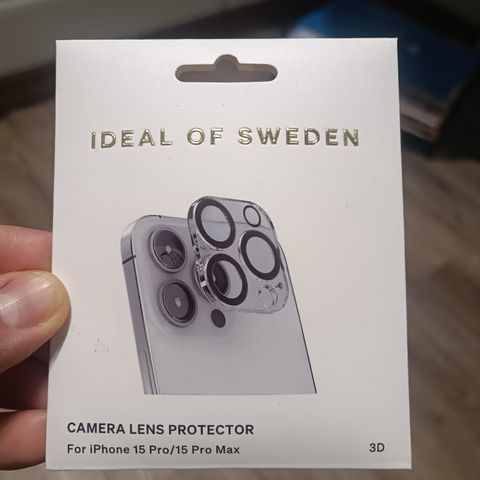 IDEAL OF SWEDEN
CAMERA LENS PROTECTOR
For iPhone 15 Pro/15 Pro Max
3D